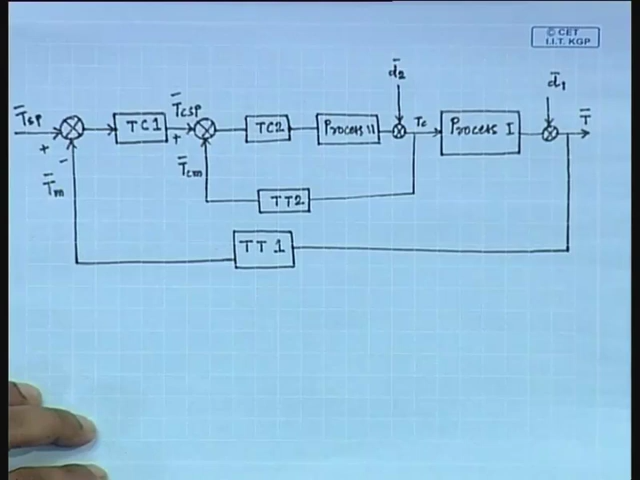 © CET
I.I.T. KGP
d̄2
d̄1
T̄sp
T̄csp
T̄
+
TC1
+
TC2
Process II
Tc
Process I
-
T̄m
T̄cm
TT2
TT1